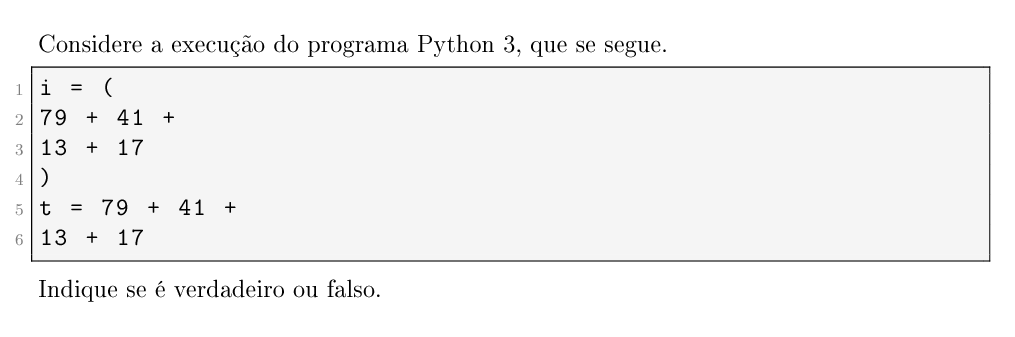 Considere a execução do programa Python 3, que se segue.
1 i = (
2 79 + 41 +
3 13 + 17
4 )
5 t = 79 + 41 +
6 13 + 17
Indique se é verdadeiro ou falso.